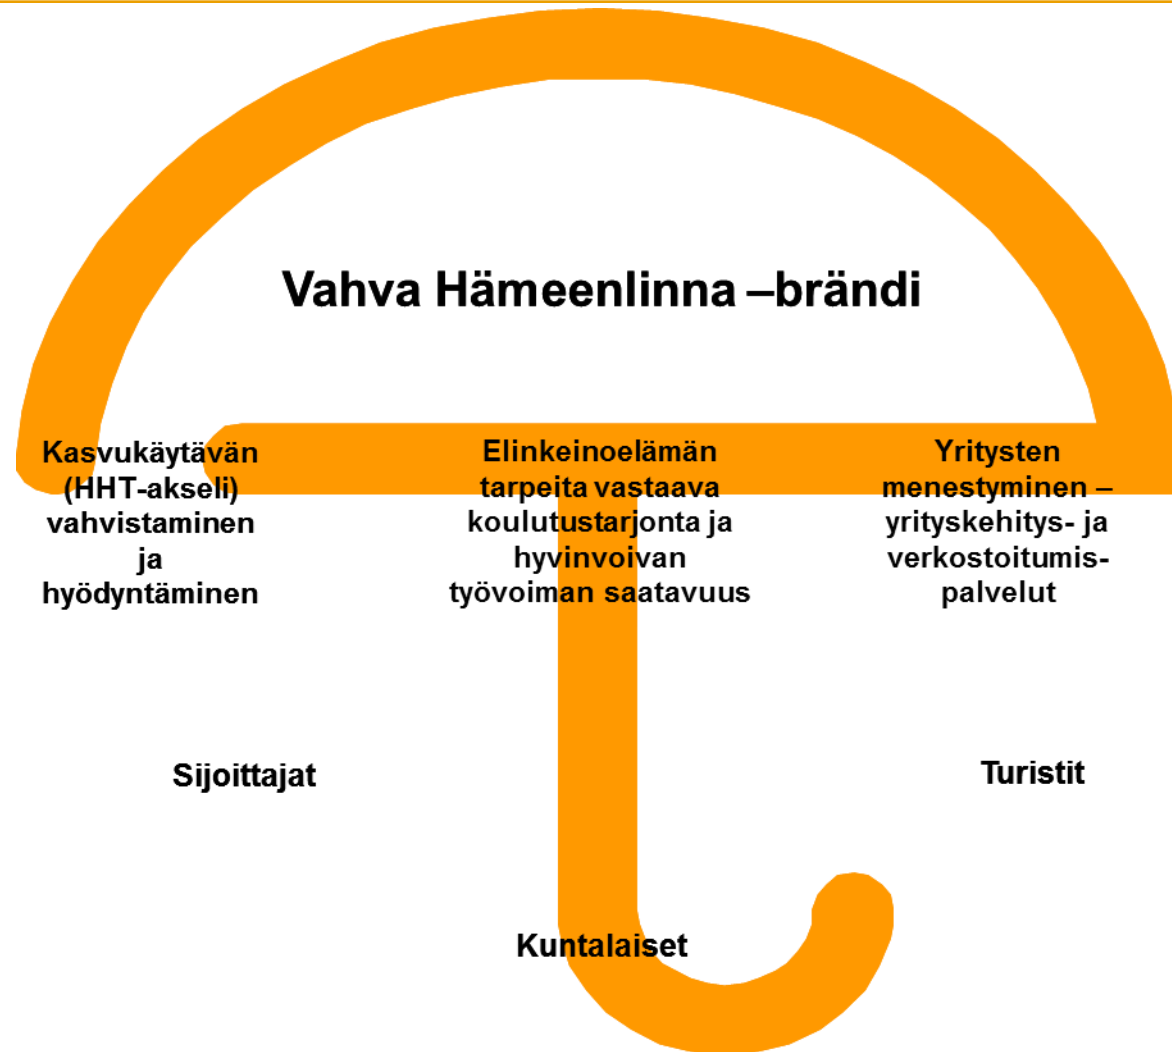 Vahva Hämeenlinna –brändi
Kasvukäytävän
(HHT-akseli)
vahvistaminen
ja
hyödyntäminen
Elinkeinoelämän
tarpeita vastaava
koulutustarjonta ja
hyvinvoivan
työvoiman saatavuus
Yritysten
menestyminen –
yrityskehitys- ja
verkostoitumis-
palvelut
Sijoittajat
Turistit
Kuntalaiset